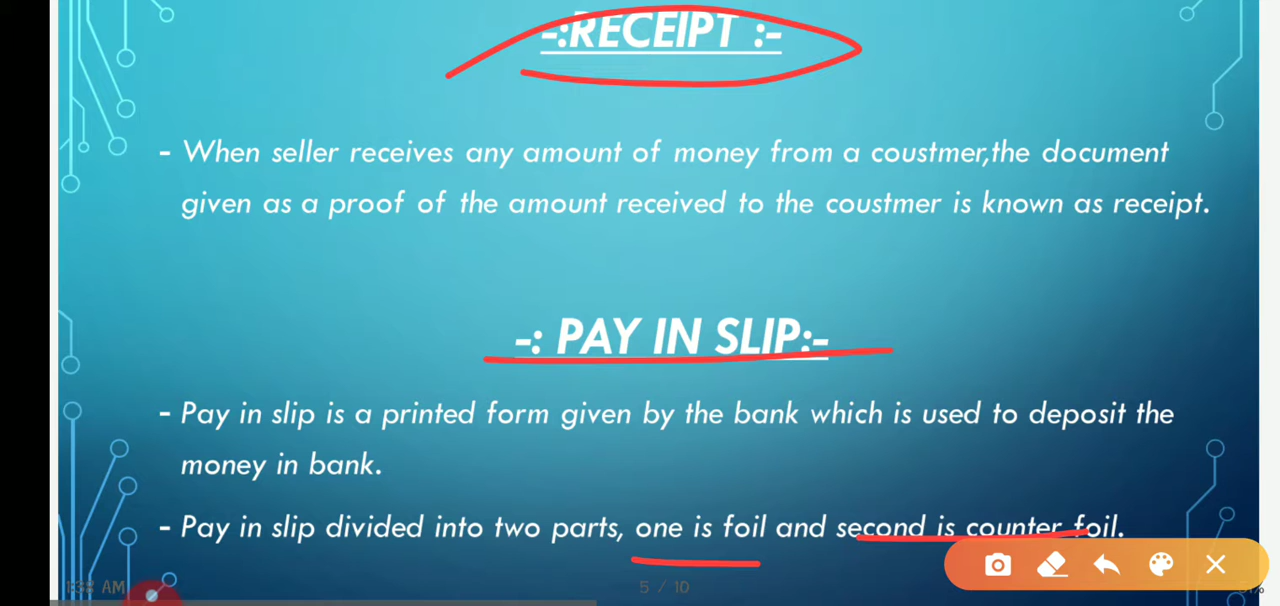 -:RECEIPT :-
- When seller receives any amount of money from a coustmer,the document
given as a proof of the amount received to the coustmer is known as receipt.
-: PAY IN SLIP:-
- Pay in slip is a printed form given by the bank which is used to deposit the
money in bank.
- Pay in slip divided into two parts, one is foil and second is counter foil.
1:38 AM
5 / 10